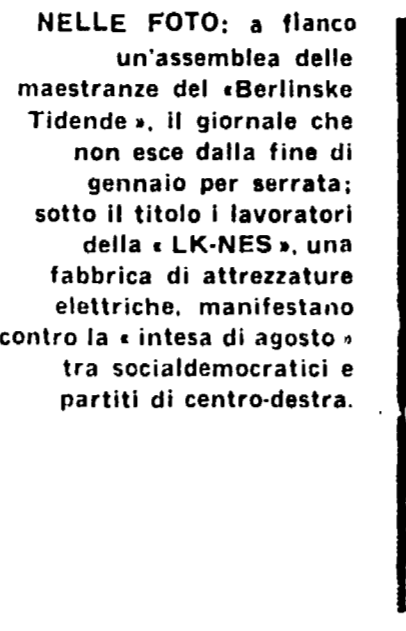 NELLE FOTO: a fianco
un'assemblea delle
maestranze del «Berlinske
Tidende», il giornale che
non esce dalla fine di
gennaio per serrata;
sotto il titolo i lavoratori
della « LK-NES », una
fabbrica di attrezzature
elettriche, manifestano
contro la « intesa di agosto »
tra socialdemocratici e
partiti di centro-destra.